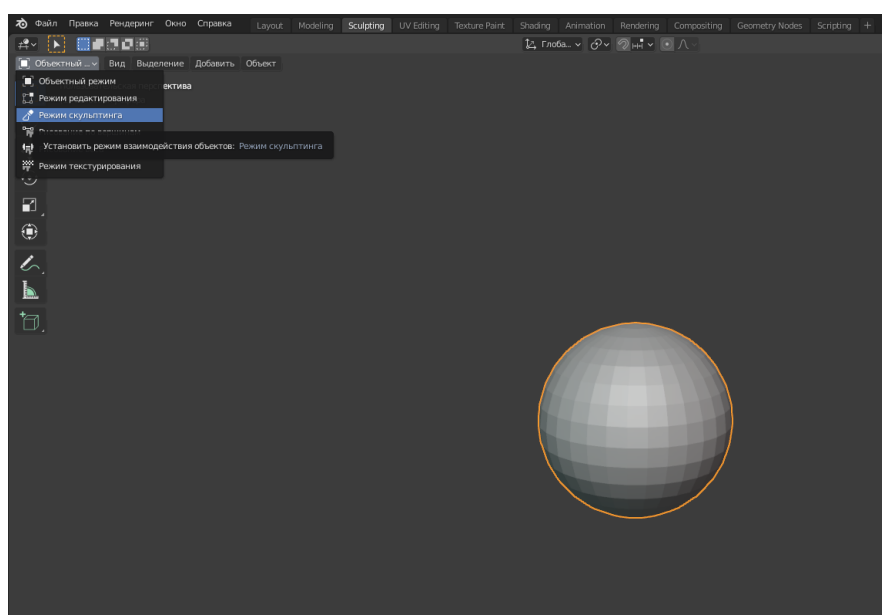 Файл Правка Рендеринг Окно Справка Layout Modeling Sculpting UV Editing Texture Paint Shading Animation Rendering Compositing Geometry Nodes Scripting +
Глоба...
Объектный ... Вид Выделение Добавить Объект
Объектный режим
ектива
Режим редактирования
Режим скульптинга
Установить режим взаимодействия объектов: Режим скульптинга
Режим текстурирования